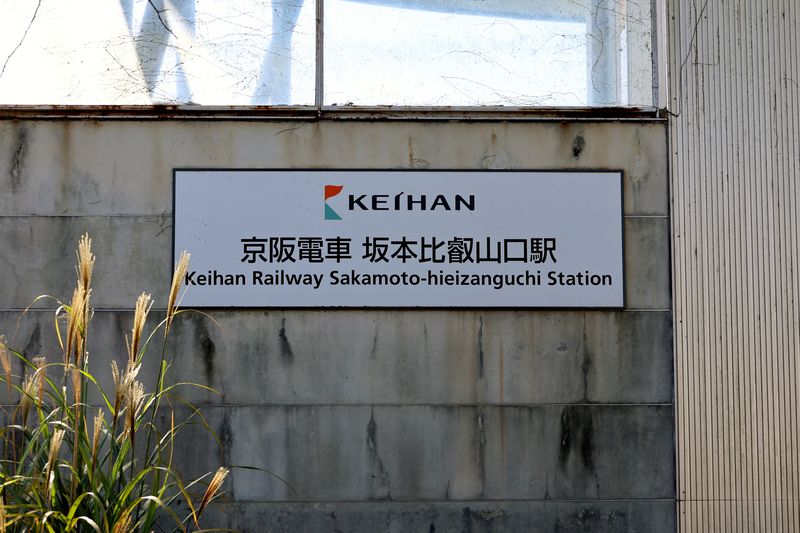 KEIHAN
京阪電車 坂本比叡山口駅
Keihan Railway Sakamoto-hieizanguchi Station